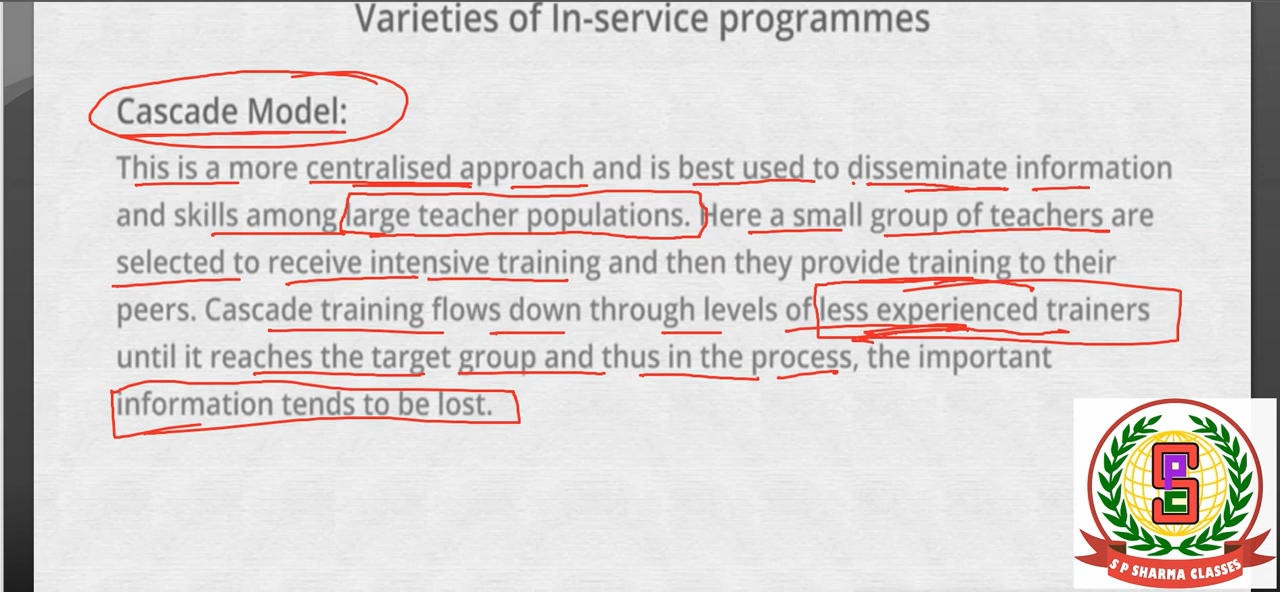 Varieties of In-service programmes
Cascade Model:
This is a more centralised approach and is best used to disseminate information
and skills among large teacher populations. Here a small group of teachers are
selected to receive intensive training and then they provide training to their
peers. Cascade training flows down through levels of less experienced trainers
until it reaches the target group and thus in the process, the important
information tends to be lost.
SPC
S P SHARMA CLASSES